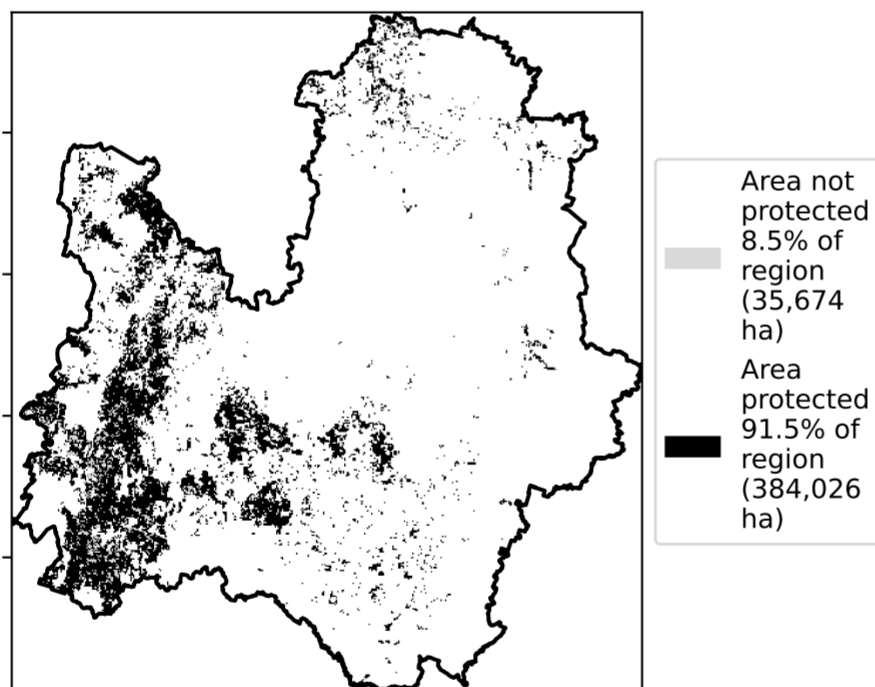 Area not
protected
8.5% of
region
(35,674
ha)
Area
protected
91.5% of
region
(384,026
ha)